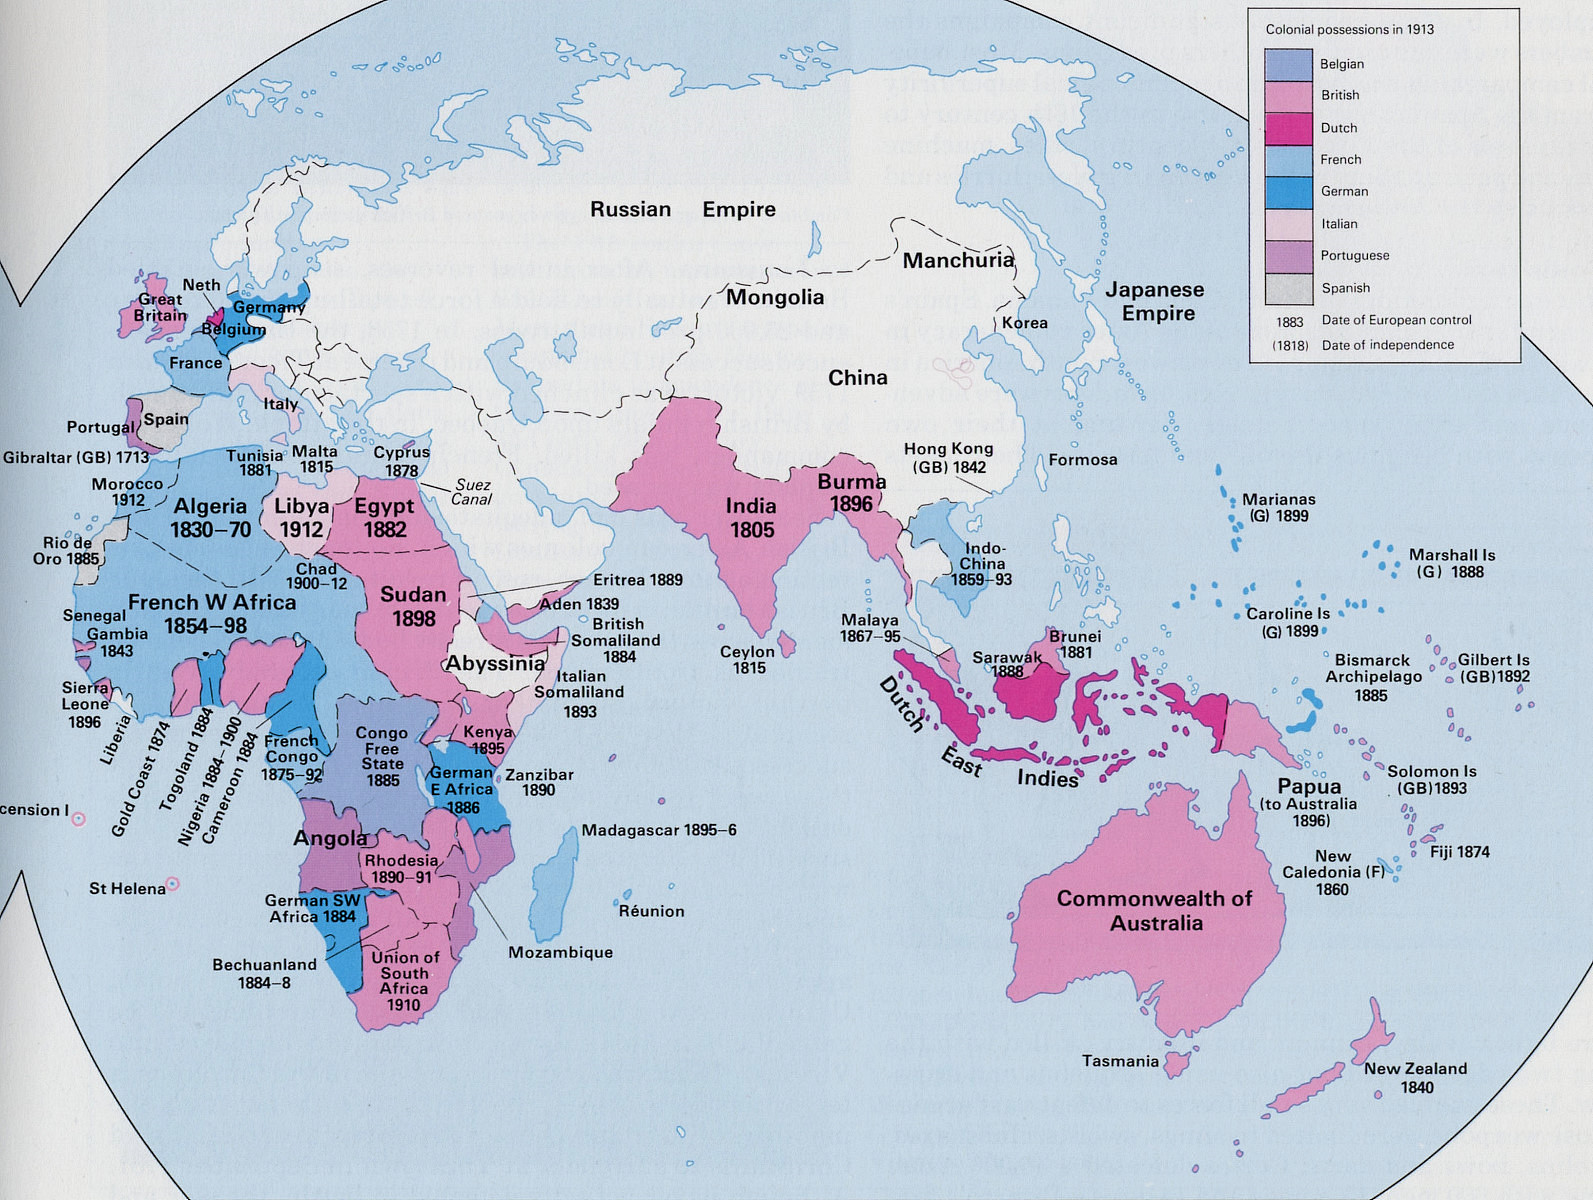 Colonial possessions in 1913
Belgian
British
Dutch
French
German
Italian
Portuguese
Spanish
1883 Date of European control
(1818) Date of independence
Russian Empire
Manchuria
Mongolia
Japanese
Empire
Korea
China
Neth
Great
Britain
Germany
Belgium
France
Italy
Spain
Portugal
Gibraltar (GB) 1713
Tunisia
1881
Malta
1815
Cyprus
1878
Suez
Canal
Morocco
1912
Algeria
1830–70
Libya
1912
Egypt
1882
Rio de
Oro 1885
Chad
1900–12
French W Africa
1854–98
Sudan
1898
Senegal
Gambia
1843
Sierra
Leone
1896
Liberia
Gold Coast 1874
Togoland 1884
Nigeria 1884–1900
Cameroon 1884
French
Congo
1875–92
Congo
Free
State
1885
Eritrea 1889
Aden 1839
British
Somaliland
1884
Abyssinia
Italian
Somaliland
1893
Kenya
1895
German
E Africa
1886
Zanzibar
1890
cension I
St Helena
Angola
Rhodesia
1890–91
Madagascar 1895–6
Réunion
German SW
Africa 1884
Mozambique
Bechuanland
1884–8
Union of
South
Africa
1910
India
1805
Burma
1896
Hong Kong
(GB) 1842
Formosa
Indo-
China
1859–93
Ceylon
1815
Malaya
1867–95
Sarawak
1888
Brunei
1881
Dutch
East
Indies
Marianas
(G) 1899
Marshall Is
(G) 1888
Caroline Is
(G) 1899
Bismarck
Archipelago
1885
Gilbert Is
(GB)1892
Solomon Is
(GB)1893
Papua
(to Australia
1896)
Fiji 1874
New
Caledonia (F)
1860
Commonwealth of
Australia
Tasmania
New Zealand
1840